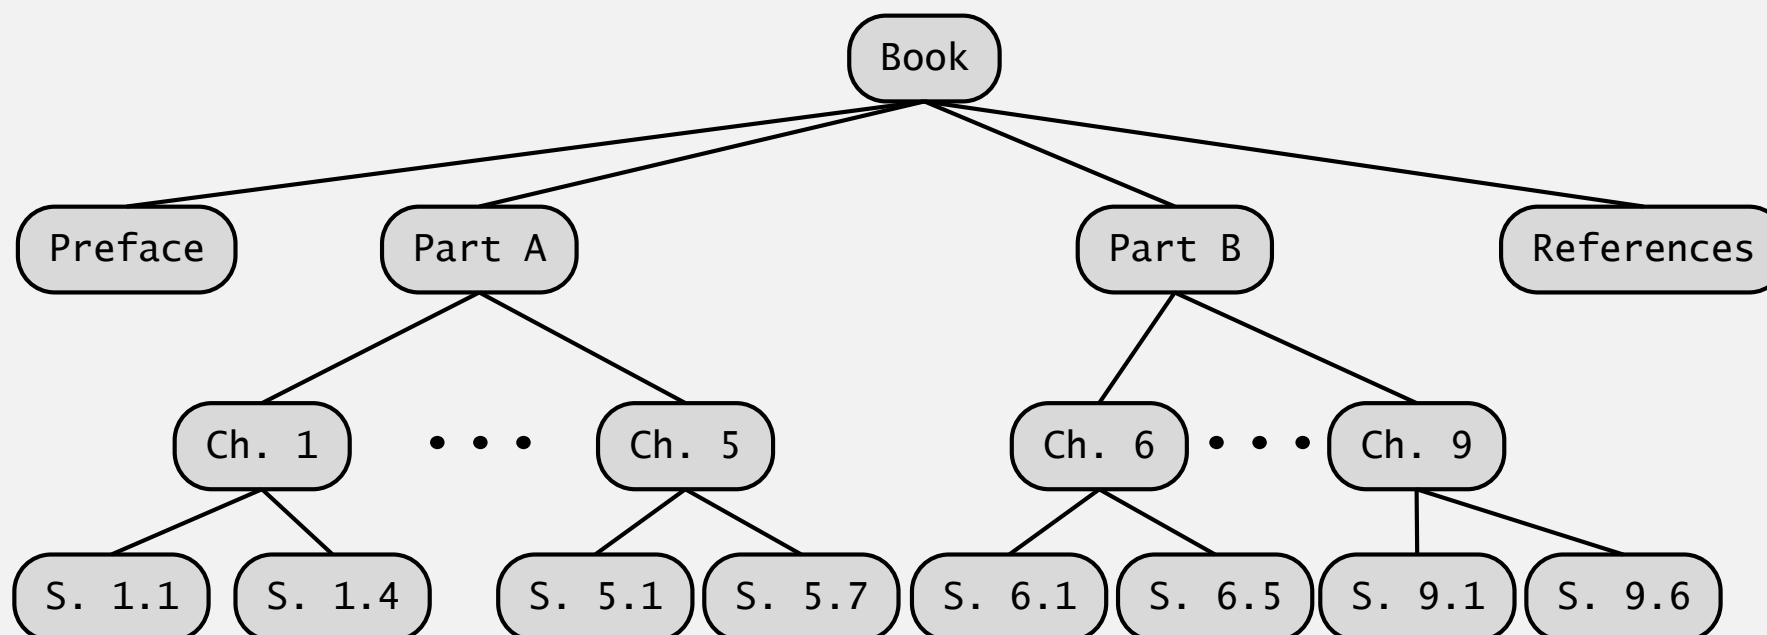 Book
Preface
Part A
Part B
References
Ch. 1
• • •
Ch. 5
Ch. 6
• • •
Ch. 9
S. 1.1
S. 1.4
S. 5.1
S. 5.7
S. 6.1
S. 6.5
S. 9.1
S. 9.6